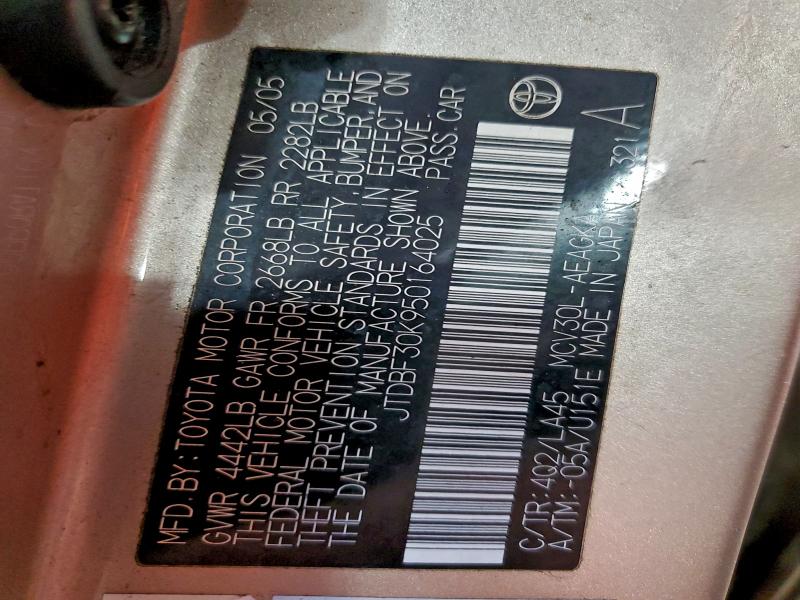 MFD.BY:TOYOTA MOTOR CORPORATION 05/05
GVWR 4442LB GAWR FR 2668LB RR 2282LB
THIS VEHICLE CONFORMS TO ALL APPLICABLE
FEDERAL MOTOR VEHICLE SAFETY, BUMPER, AND
THEFT PREVENTION STANDARDS IN EFFECT ON
THE DATE OF MANUFACTURE SHOWN ABOVE.
JTDBF30K950164025 PASS.CAR
C/TR:4Q2/LA45 MCV30L-AEAGKA
A/TM:-05A/U151E MADE IN JAPAN 321 A